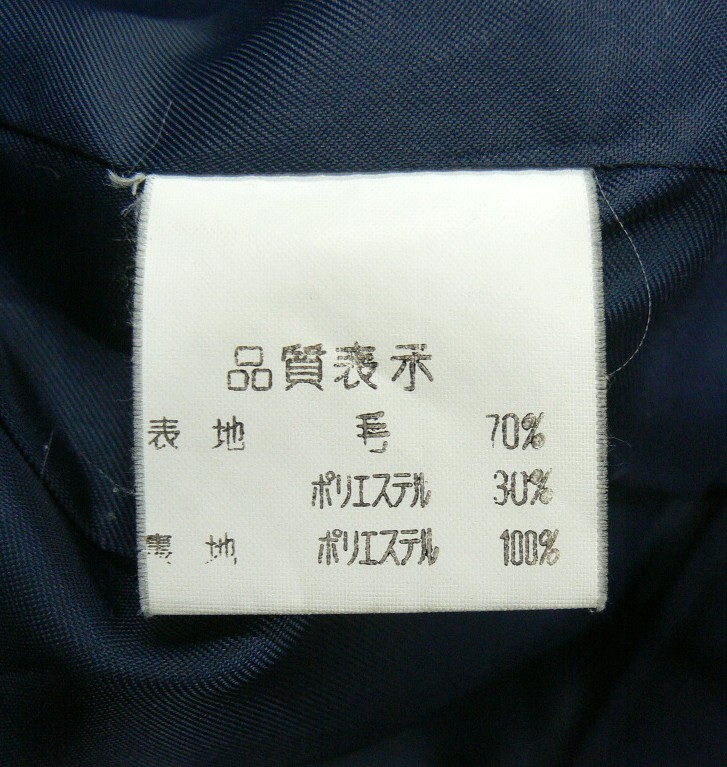 品質表示
表 地 毛 70%
ポリエステル 30%
裏 地 ポリエステル 100%